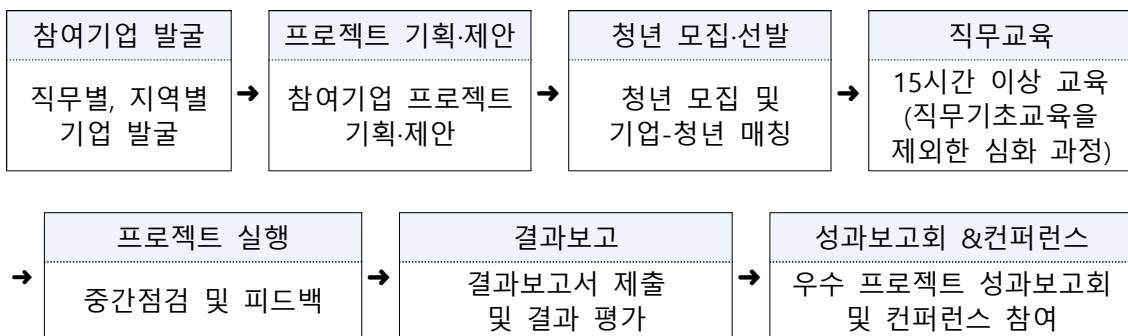 참여기업 발굴
직무별, 지역별
기업 발굴
➜
프로젝트 기획·제안
참여기업 프로젝트
기획·제안
➜
청년 모집·선발
청년 모집 및
기업-청년 매칭
➜
직무교육
15시간 이상 교육
(직무기초교육을
제외한 심화 과정)
➜
프로젝트 실행
중간점검 및 피드백
➜
결과보고
결과보고서 제출
및 결과 평가
➜
성과보고회 &컨퍼런스
우수 프로젝트 성과보고회
및 컨퍼런스 참여